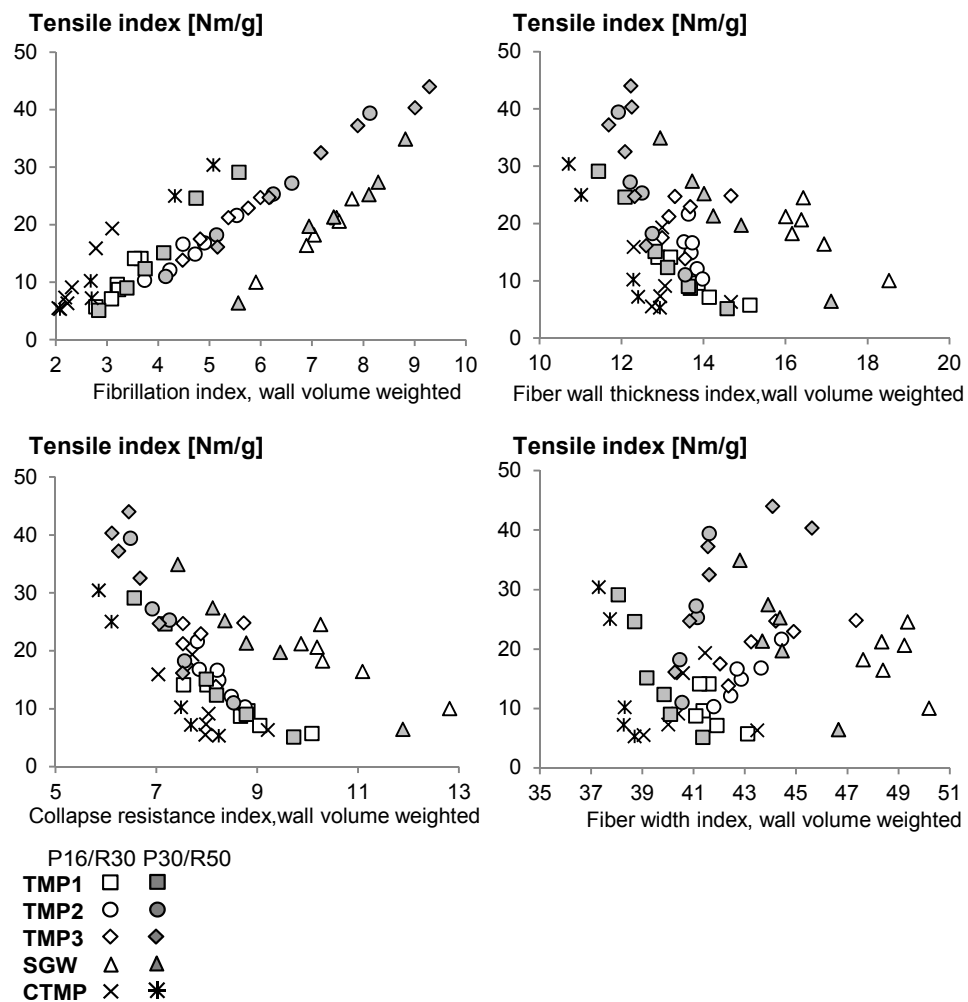 Tensile index [Nm/g]
50
40
30
20
10
0
2 3 4 5 6 7 8 9 10
Fibrillation index, wall volume weighted
Tensile index [Nm/g]
50
40
30
20
10
0
10 12 14 16 18 20
Fiber wall thickness index,wall volume weighted
Tensile index [Nm/g]
50
40
30
20
10
0
5 7 9 11 13
Collapse resistance index,wall volume weighted
Tensile index [Nm/g]
50
40
30
20
10
0
35 37 39 41 43 45 47 49 51
Fiber width index, wall volume weighted
P16/R30 P30/R50
TMP1
TMP2
TMP3
SGW
CTMP